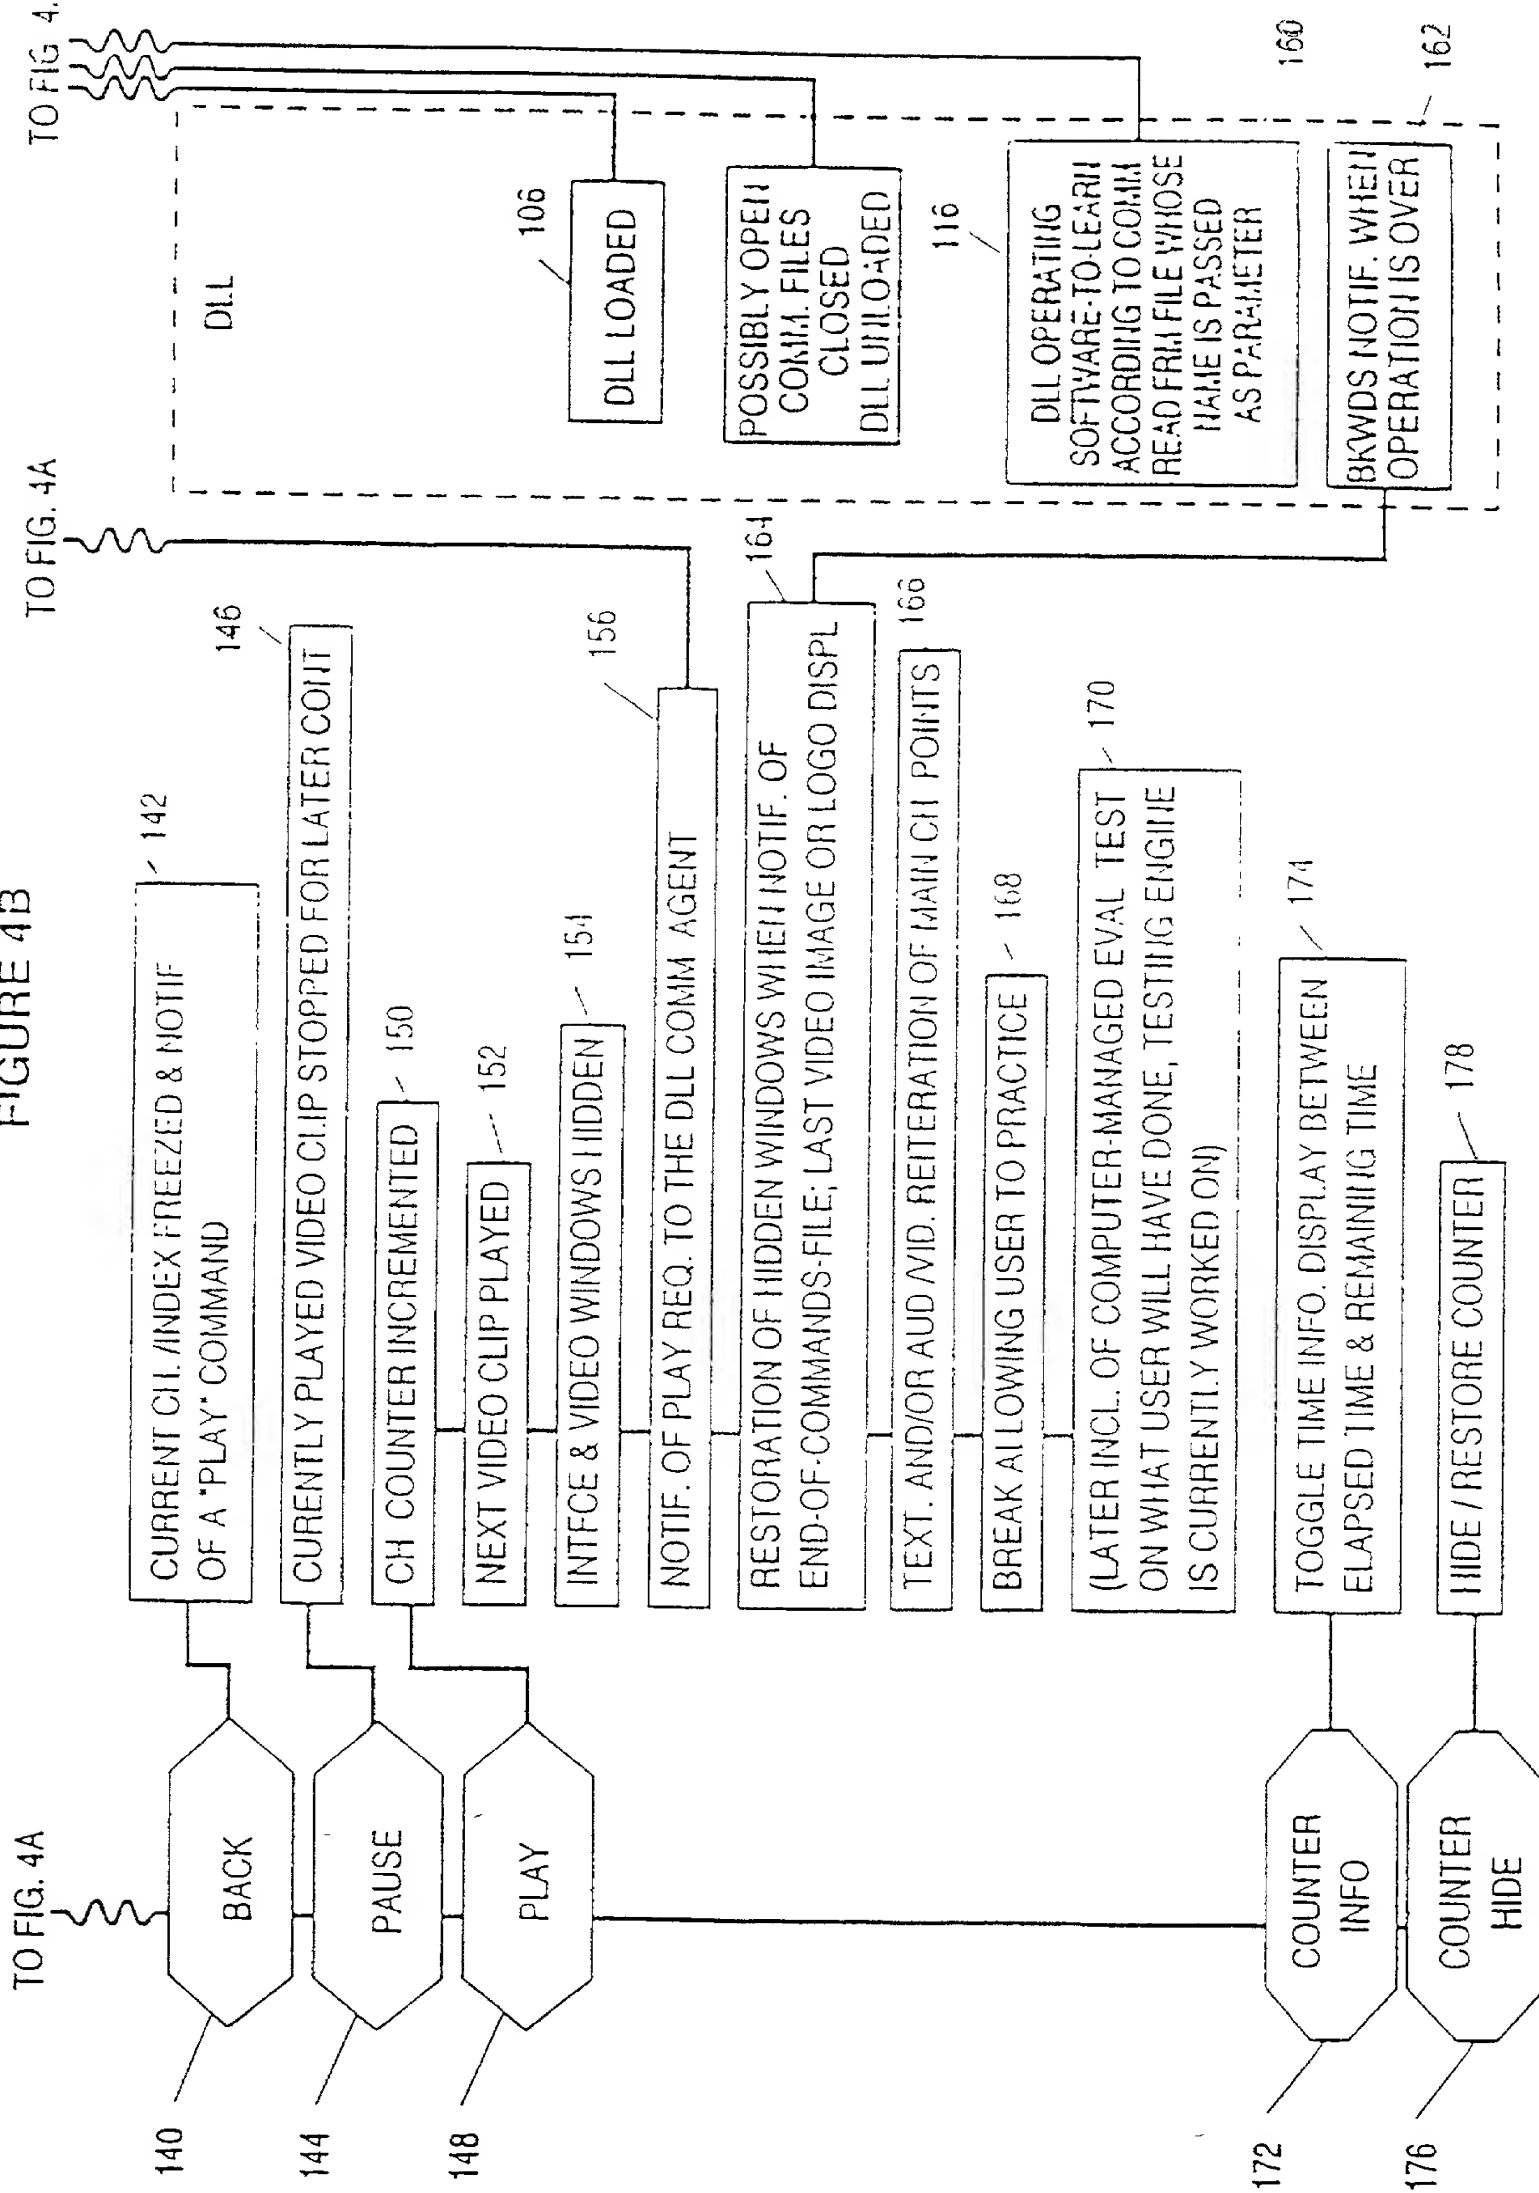 FIGURE 4B
TO FIG. 4A
TO FIG. 4A
TO FIG 4.
140
BACK
142
CURRENT CH. /INDEX FREEZED & NOTIF
OF A "PLAY" COMMAND
144
PAUSE
146
CURRENTLY PLAYED VIDEO CLIP STOPPED FOR LATER CONT
148
PLAY
150
CH COUNTER INCREMENTED
152
NEXT VIDEO CLIP PLAYED
154
INTFCE & VIDEO WINDOWS HIDDEN
156
NOTIF. OF PLAY REQ. TO THE DLL COMM AGENT
164
RESTORATION OF HIDDEN WINDOWS WHEN NOTIF. OF
END-OF-COMMANDS-FILE; LAST VIDEO IMAGE OR LOGO DISPL
166
TEXT. AND/OR AUD /VID. REITERATION OF MAIN CH POINTS
168
BREAK ALLOWING USER TO PRACTICE
170
(LATER INCL. OF COMPUTER-MANAGED EVAL TEST
ON WHAT USER WILL HAVE DONE, TESTING ENGINE
IS CURRENTLY WORKED ON)
172
COUNTER
INFO
174
TOGGLE TIME INFO. DISPLAY BETWEEN
ELAPSED TIME & REMAINING TIME
176
COUNTER
HIDE
178
HIDE / RESTORE COUNTER
DLL
106
DLL LOADED
POSSIBLY OPEN
COMM. FILES
CLOSED
DLL UNLOADED
116
DLL OPERATING
SOFTWARE-TO-LEARN
ACCORDING TO COMM
READ FRM FILE WHOSE
NAME IS PASSED
AS PARAMETER
160
BKWDS NOTIF. WHEN
OPERATION IS OVER
162